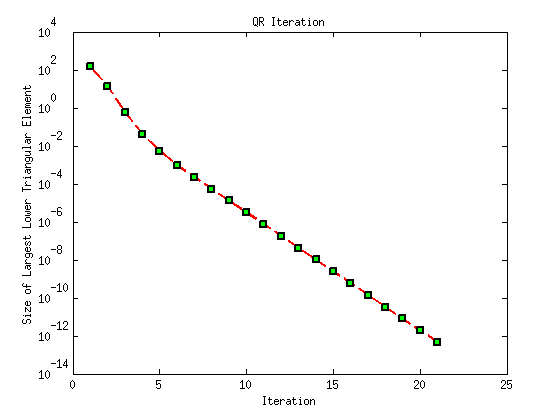 QR Iteration
Size of Largest Lower Triangular Element
10^4
10^2
10^0
10^-2
10^-4
10^-6
10^-8
10^-10
10^-12
10^-14
0 5 10 15 20 25
Iteration